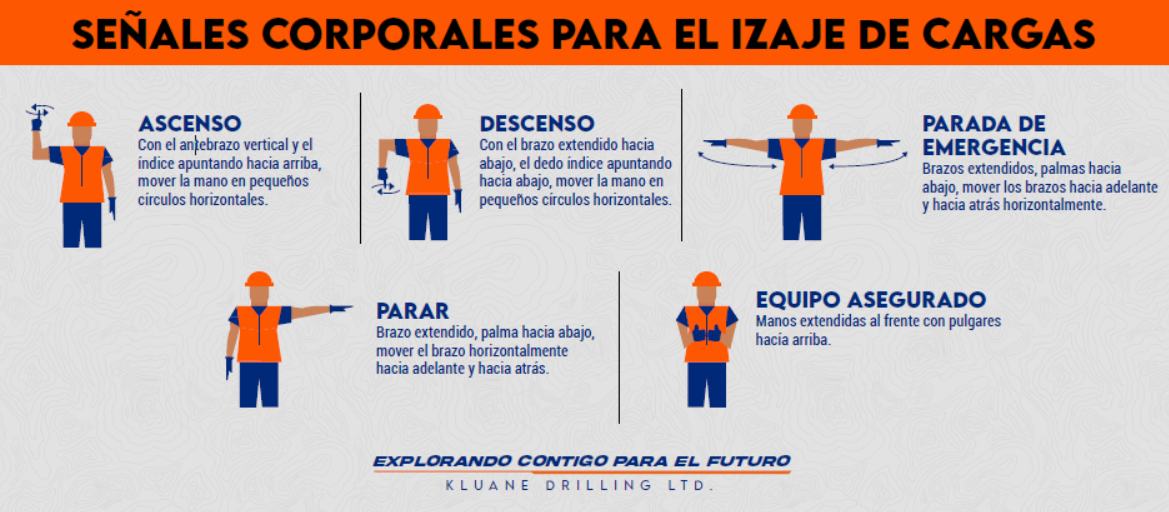 SEÑALES CORPORALES PARA EL IZAJE DE CARGAS
ASCENSO
Con el antebrazo vertical y el
índice apuntando hacia arriba,
mover la mano en pequeños
círculos horizontales.
DESCENSO
Con el brazo extendido hacia
abajo, el dedo índice apuntando
hacia abajo, mover la mano en
pequeños círculos horizontales.
PARADA DE
EMERGENCIA
Brazos extendidos, palmas hacia
abajo, mover los brazos hacia adelante
y hacia atrás horizontalmente.
PARAR
Brazo extendido, palma hacia abajo,
mover el brazo horizontalmente
hacia adelante y hacia atrás.
EQUIPO ASEGURADO
Manos extendidas al frente con pulgares
hacia arriba.
EXPLORANDO CONTIGO PARA EL FUTURO
KLUANE DRILLING LTD.